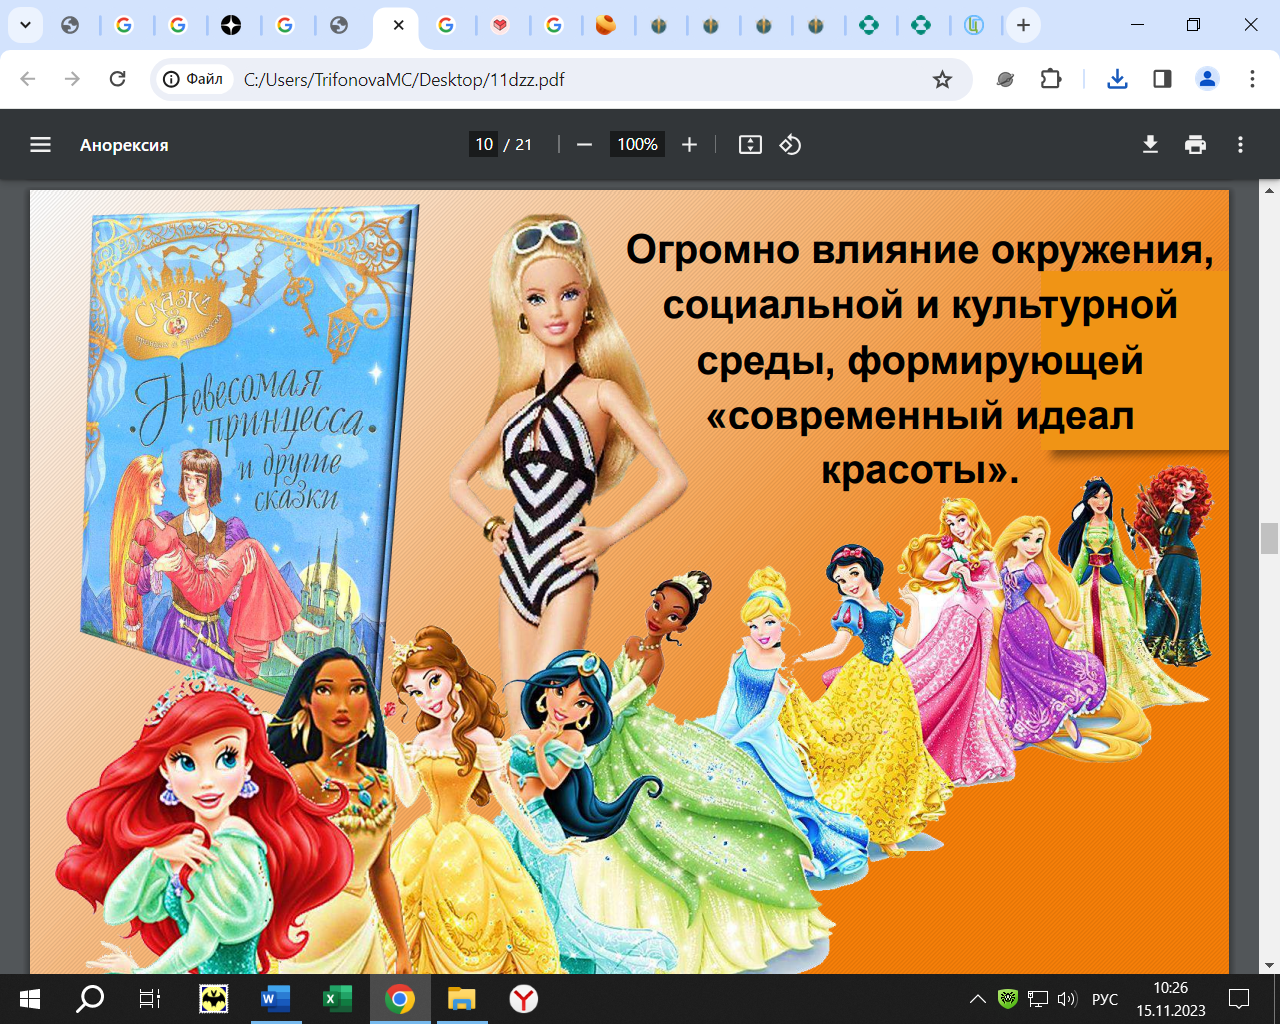 Файл
C:/Users/TrifonovaMC/Desktop/11dzz.pdf
Анорексия
10 / 21
100%
Огромно влияние окружения,
социальной и культурной
среды, формирующей
«современный идеал
красоты».
Сказки
Невесомая
принцесса
и другие
сказки
РУС
10:26
15.11.2023